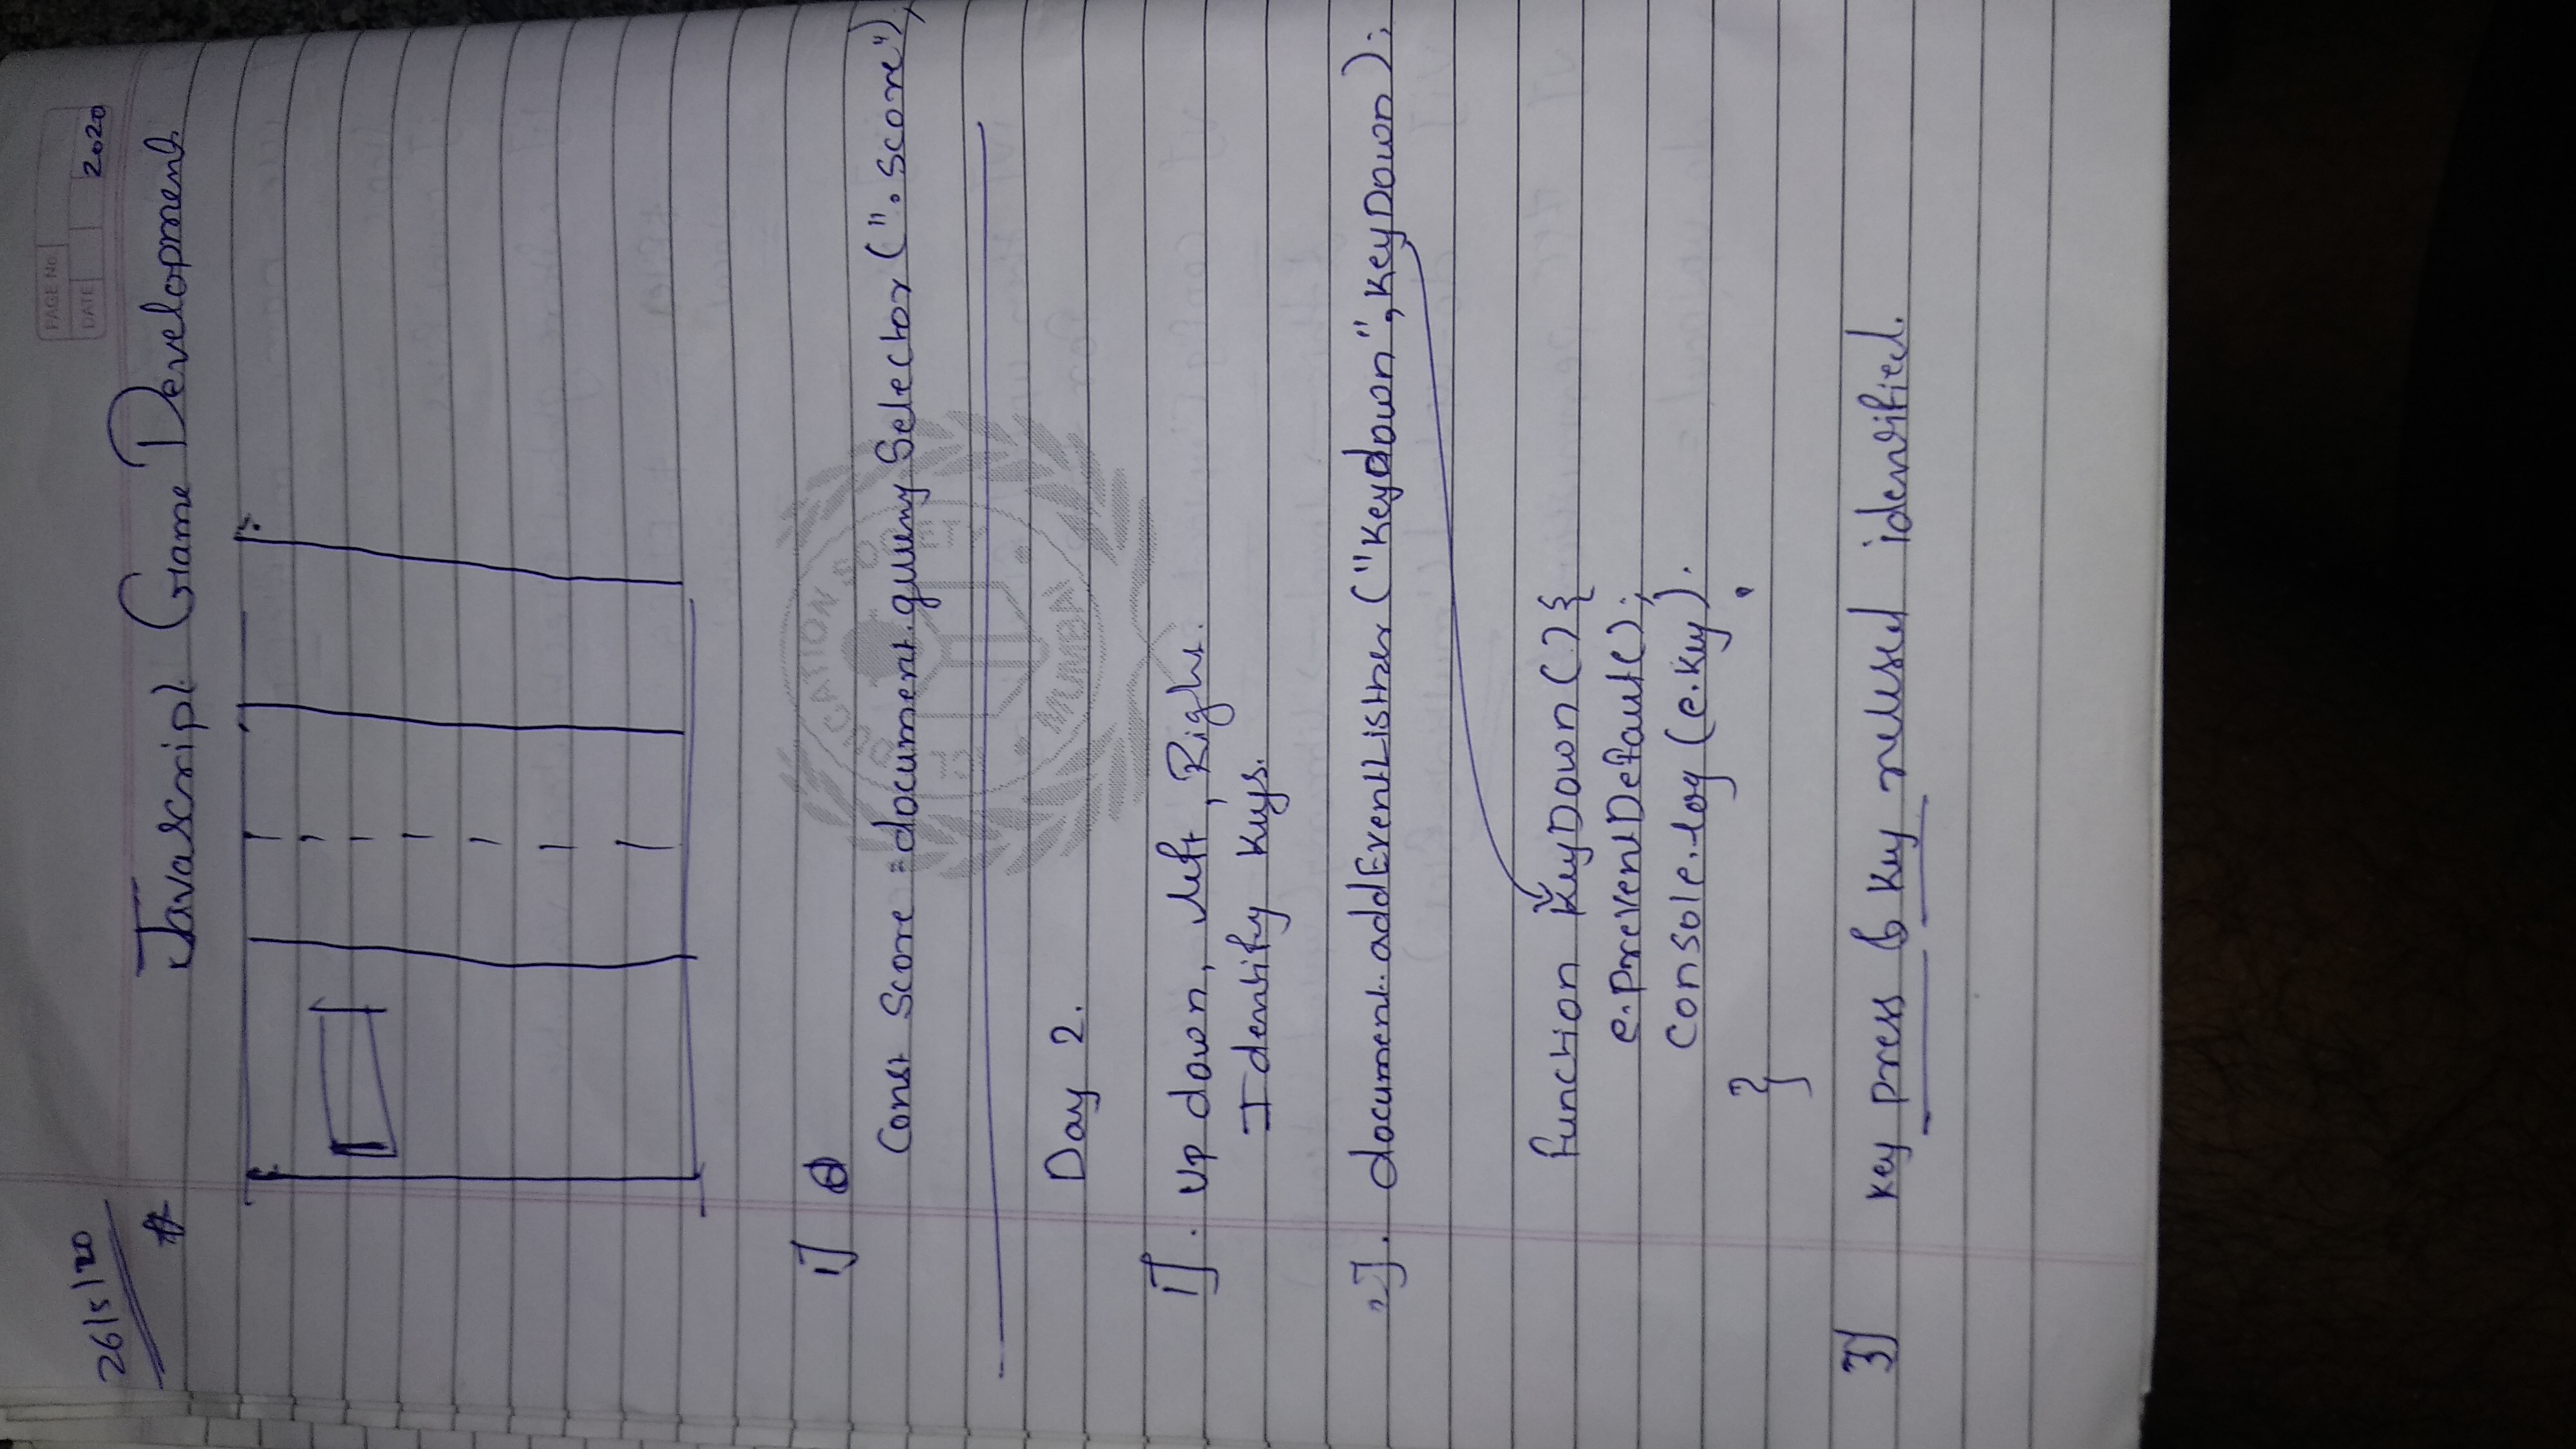 PAGE No.
DATE 2020
26/5/20
Javascript Game Development
1]
Const Score = document.queruySelector (".Score");
Day 2.
1]. Up down, left, Right.
Identify Keys.
2]. document.addEventListner ("Keydown", KeyDown);
function KeyDown () {
e.preventDefault();
Console.log (e.key).
}
3] key press & key relesed identified.
EDUCATION SOCIETY
MUMBAI